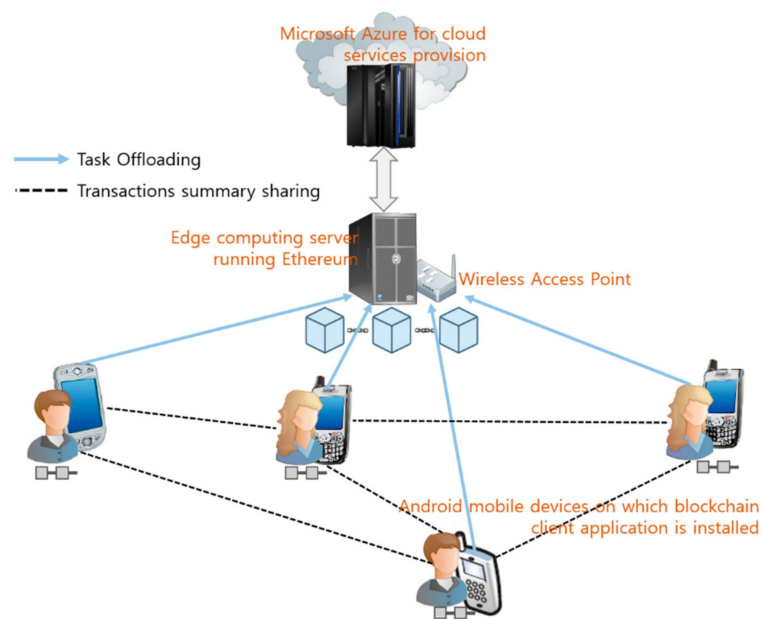 Microsoft Azure for cloud
services provision
Task Offloading
Transactions summary sharing
Edge computing server
running Ethereum
Wireless Access Point
Android mobile devices on which blockchain
client application is installed